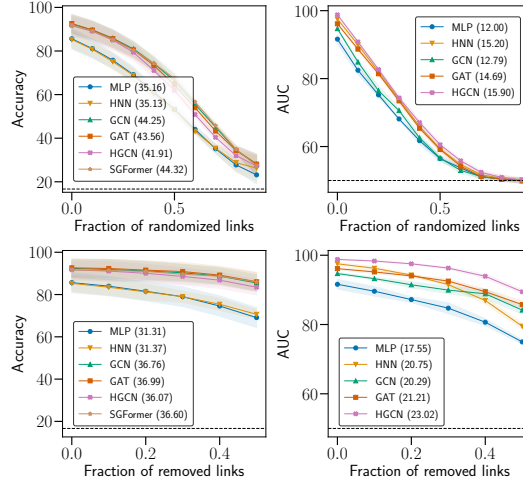 100
80
60
40
20
Accuracy
MLP (35.16)
HNN (35.13)
GCN (44.25)
GAT (43.56)
HGCN (41.91)
SGFormer (44.32)
0.0
0.5
Fraction of randomized links
100
80
60
AUC
MLP (12.00)
HNN (15.20)
GCN (12.79)
GAT (14.69)
HGCN (15.90)
0.0
0.5
Fraction of randomized links
100
80
60
40
20
Accuracy
MLP (31.31)
HNN (31.37)
GCN (36.76)
GAT (36.99)
HGCN (36.07)
SGFormer (36.60)
0.0
0.2
0.4
Fraction of removed links
100
80
60
AUC
MLP (17.55)
HNN (20.75)
GCN (20.29)
GAT (21.21)
HGCN (23.02)
0.0
0.2
0.4
Fraction of removed links